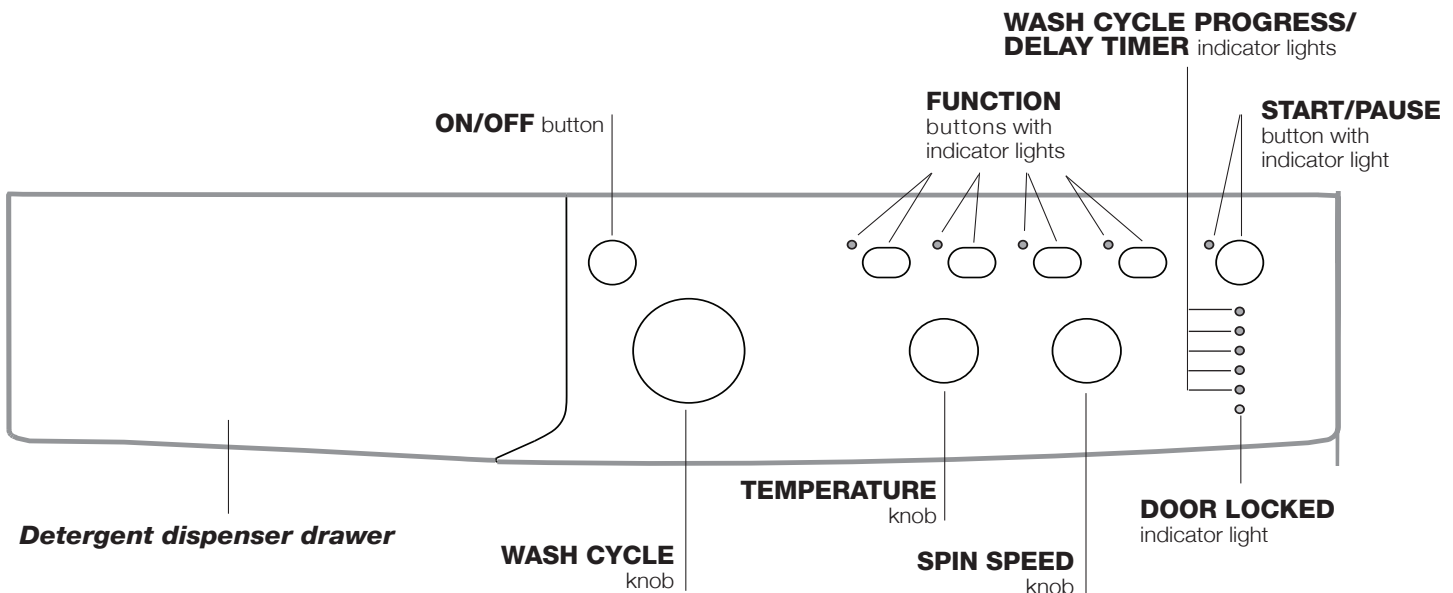 WASH CYCLE PROGRESS/
DELAY TIMER indicator lights
FUNCTION
buttons with
indicator lights
START/PAUSE
button with
indicator light
ON/OFF button
TEMPERATURE
knob
DOOR LOCKED
indicator light
Detergent dispenser drawer
WASH CYCLE
knob
SPIN SPEED
knob